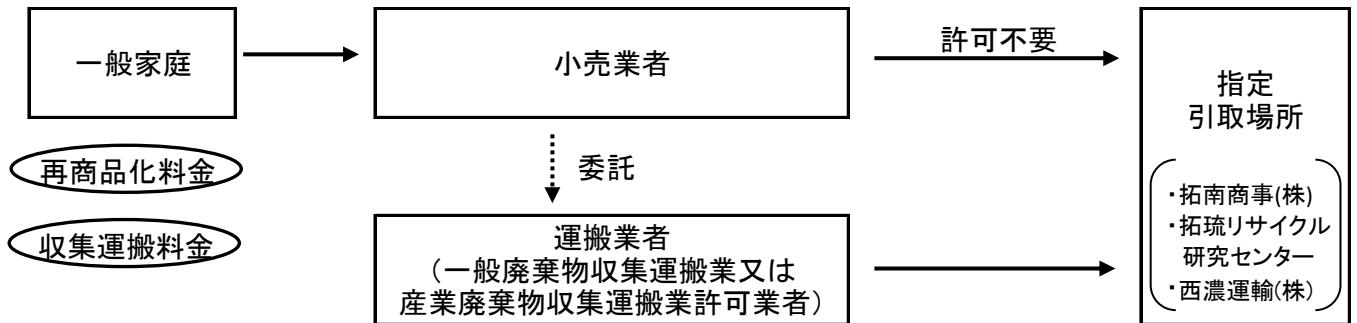 一般家庭
小売業者
許可不要
指定
引取場所
再商品化料金
収集運搬料金
委託
運搬業者
（一般廃棄物収集運搬業又は
産業廃棄物収集運搬業許可業者）
・拓南商事(株)
・拓琉リサイクル
研究センター
・西濃運輸(株)